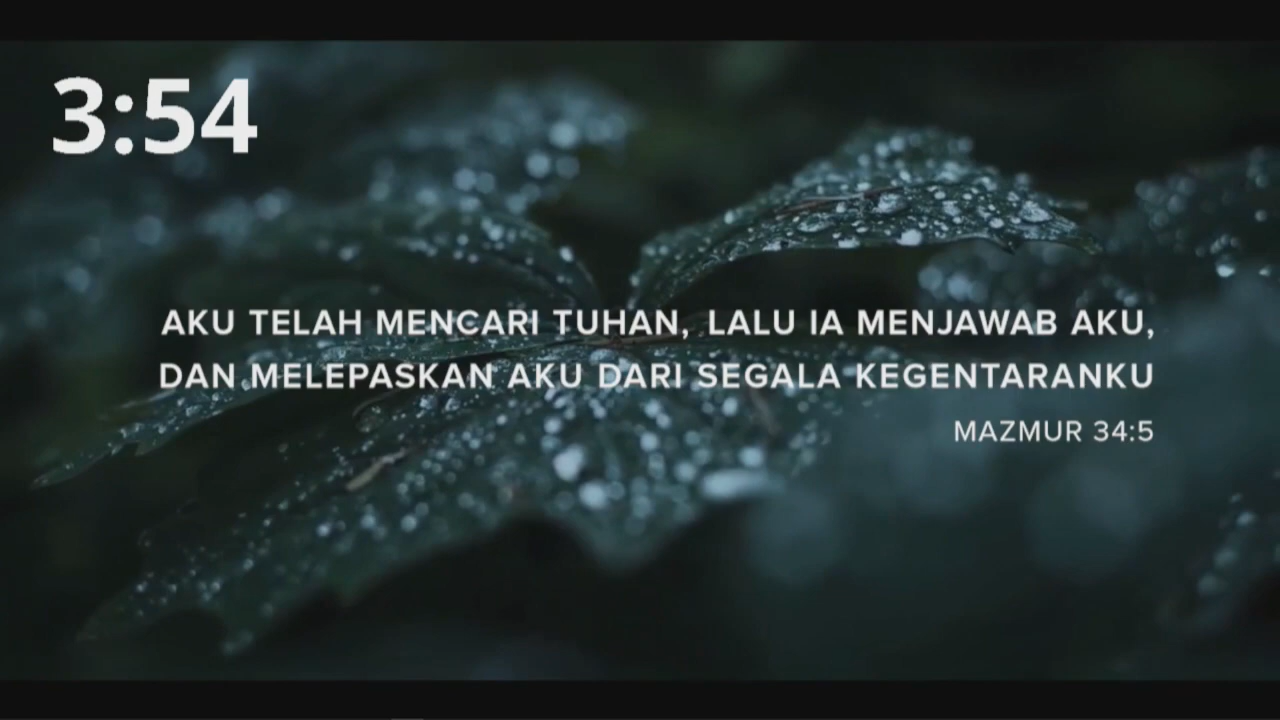 3:54
AKU TELAH MENCARI TUHAN, LALU IA MENJAWAB AKU,
DAN MELEPASKAN AKU DARI SEGALA KEGENTARANKU
MAZMUR 34:5